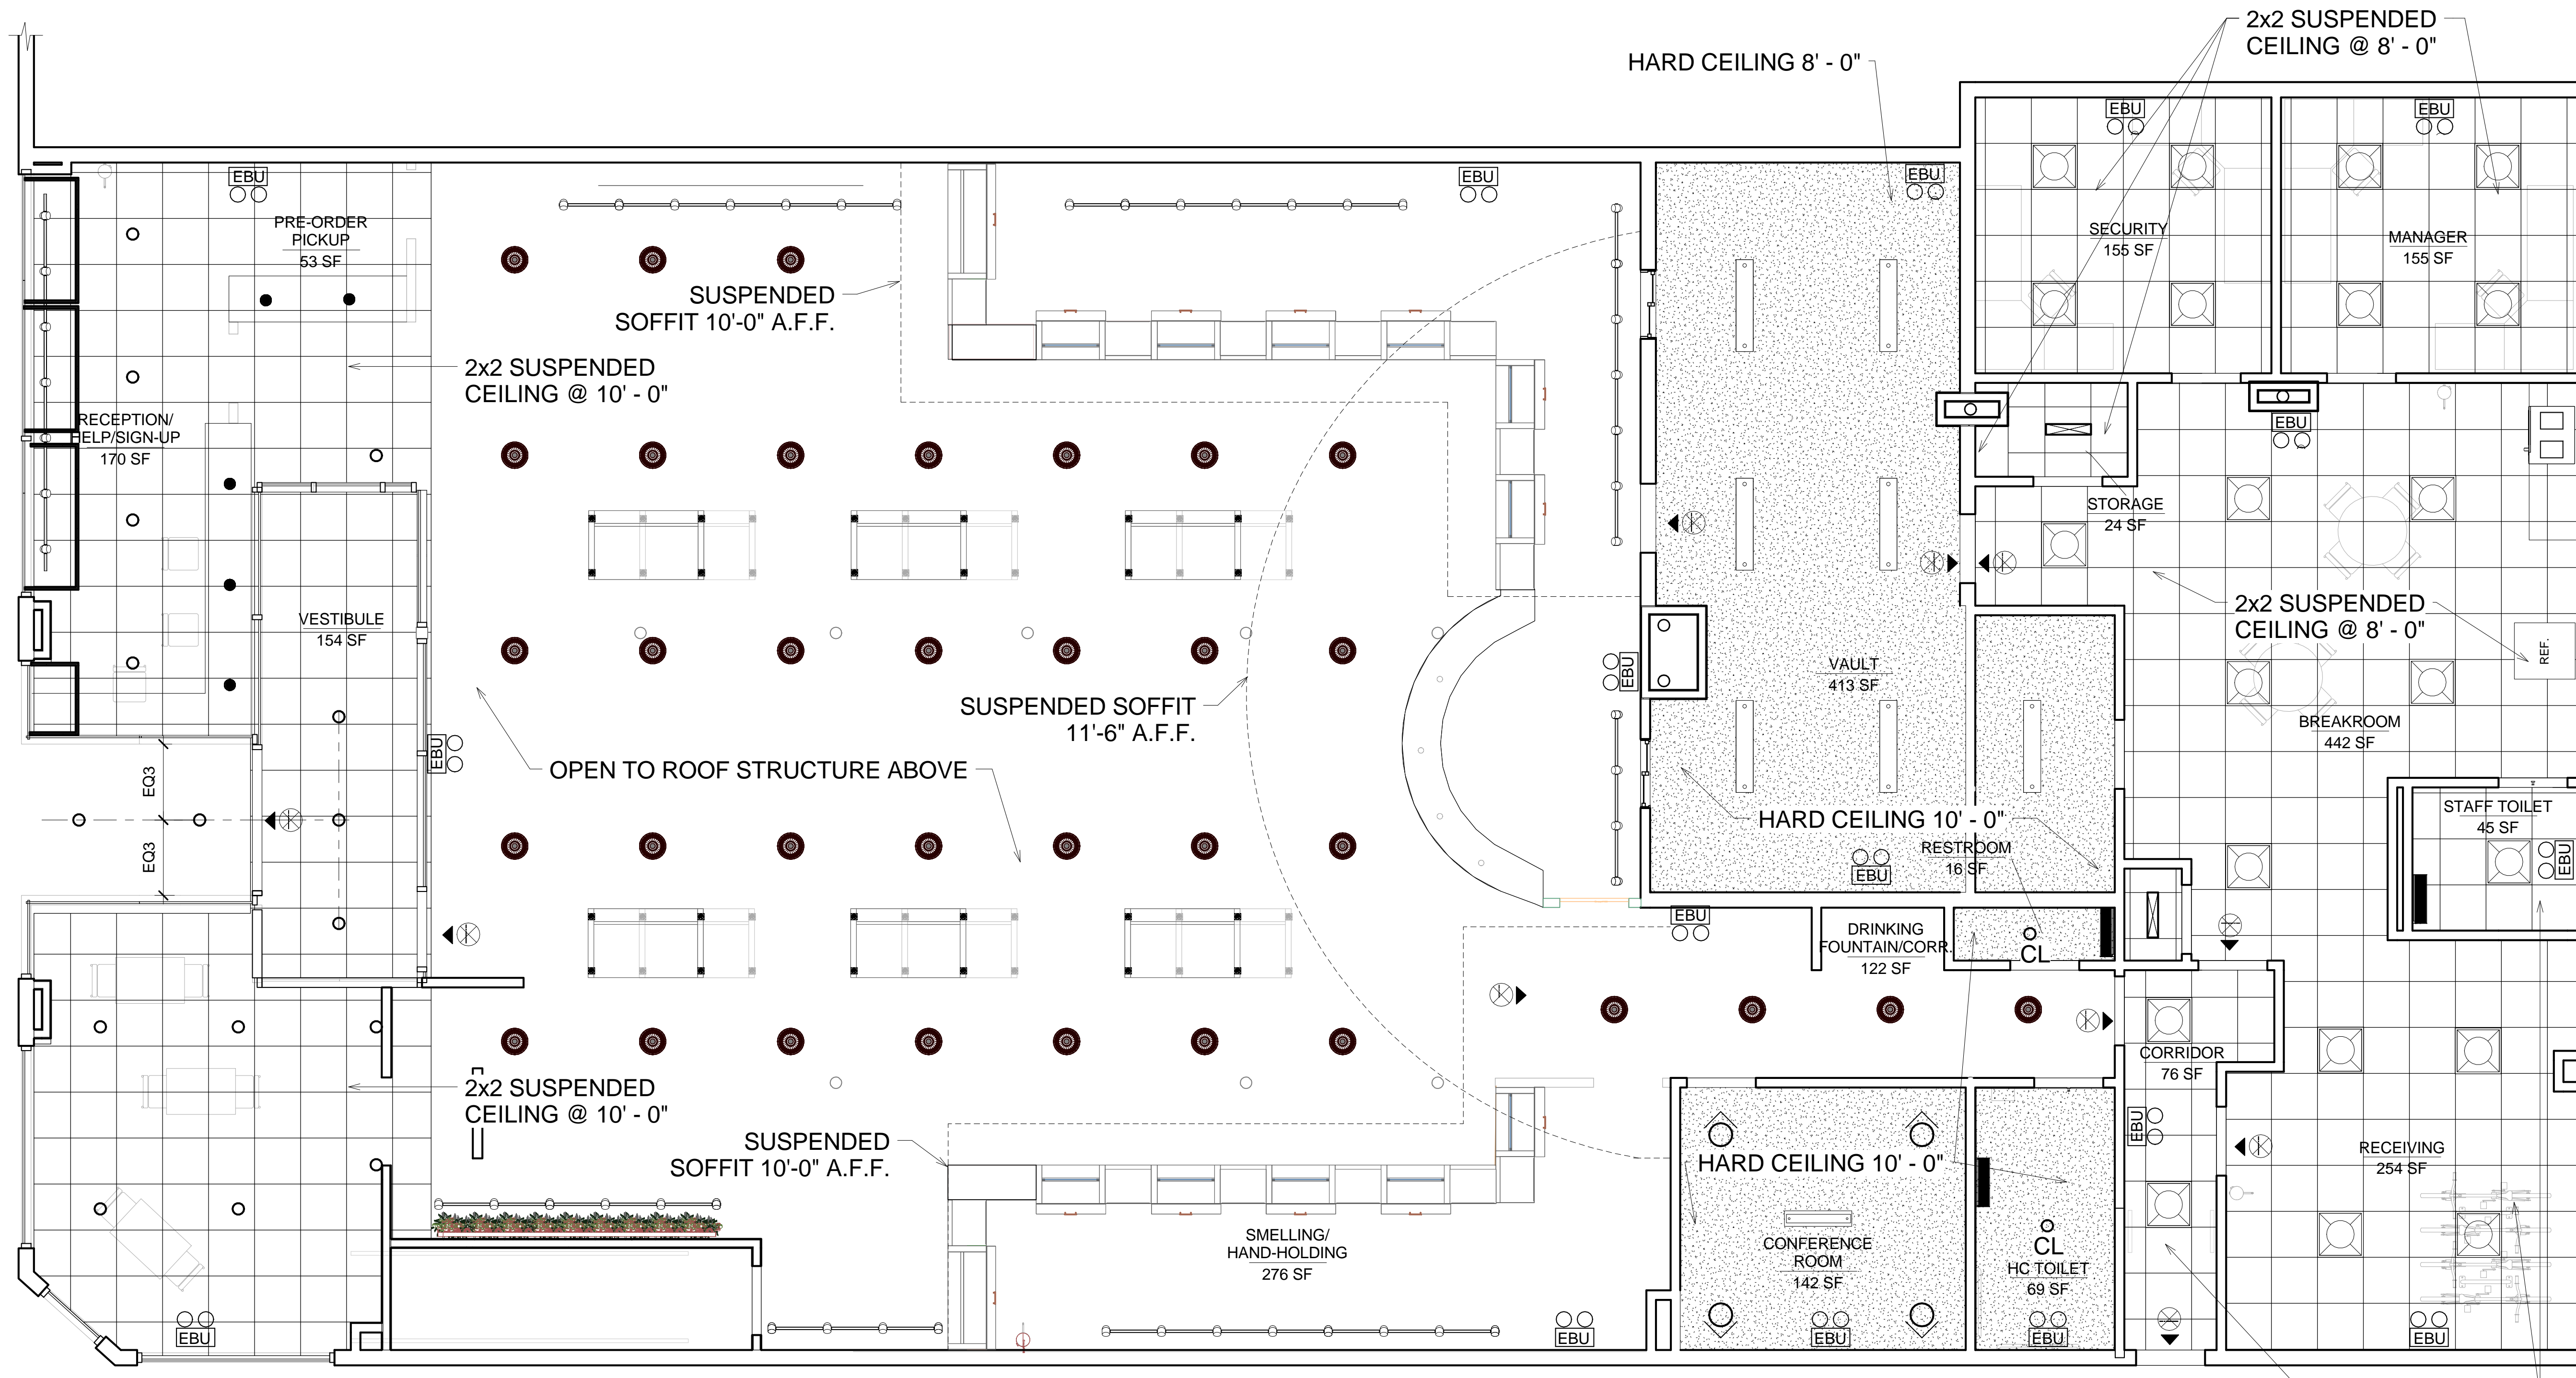 2x2 SUSPENDED
CEILING @ 8' - 0"
HARD CEILING 8' - 0"
EBU
EBU
EBU
EBU
EBU
PRE-ORDER
PICKUP
53 SF
SECURITY
155 SF
MANAGER
155 SF
SUSPENDED
SOFFIT 10'-0" A.F.F.
2x2 SUSPENDED
CEILING @ 10' - 0"
RECEPTION/
HELP/SIGN-UP
170 SF
EBU
STORAGE
24 SF
VESTIBULE
154 SF
2x2 SUSPENDED
CEILING @ 8' - 0"
REF.
EBU
VAULT
413 SF
SUSPENDED SOFFIT
11'-6" A.F.F.
BREAKROOM
442 SF
EBU
OPEN TO ROOF STRUCTURE ABOVE
EQ3
EQ3
HARD CEILING 10' - 0"
STAFF TOILET
45 SF
EBU
RESTROOM
16 SF
EBU
EBU
DRINKING
FOUNTAIN/CORR.
122 SF
CL
CORRIDOR
76 SF
2x2 SUSPENDED
CEILING @ 10' - 0"
EBU
SUSPENDED
SOFFIT 10'-0" A.F.F.
HARD CEILING 10' - 0"
RECEIVING
254 SF
SMELLING/
HAND-HOLDING
276 SF
CONFERENCE
ROOM
142 SF
CL
HC TOILET
69 SF
EBU
EBU
EBU
EBU
EBU